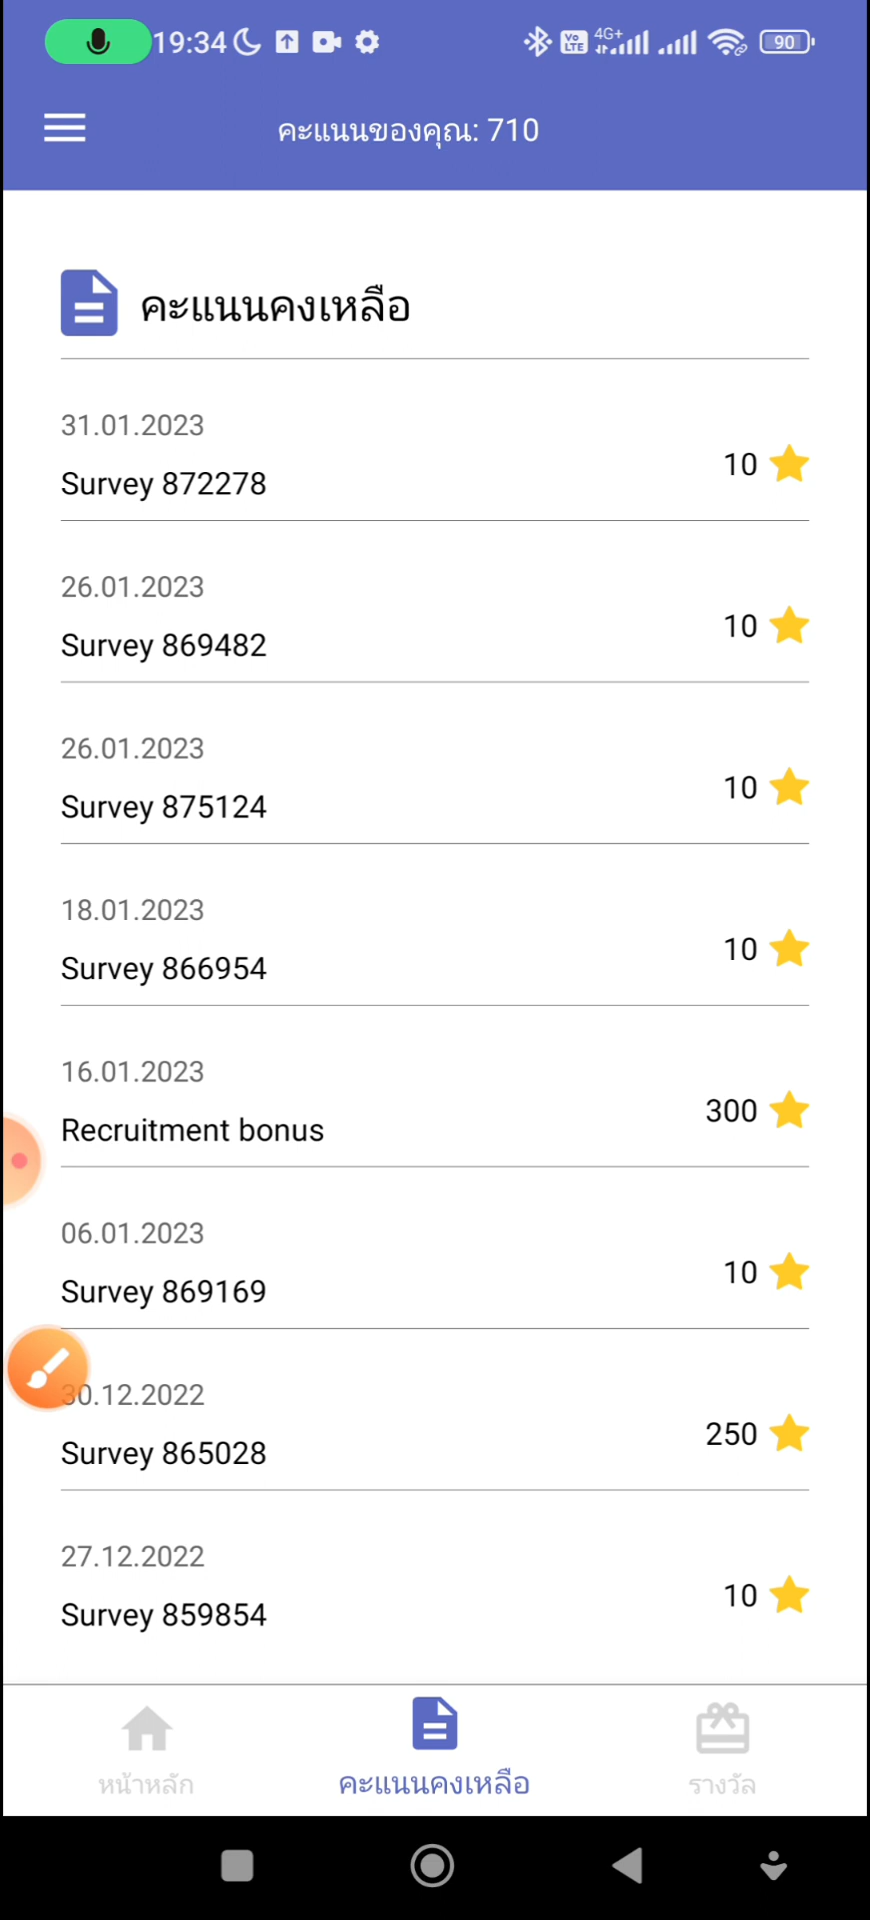 19:34
VoLTE
4G+
90
คะแนนของคุณ: 710
คะแนนคงเหลือ
31.01.2023
Survey 872278
10
26.01.2023
Survey 869482
10
26.01.2023
Survey 875124
10
18.01.2023
Survey 866954
10
16.01.2023
Recruitment bonus
300
06.01.2023
Survey 869169
10
30.12.2022
Survey 865028
250
27.12.2022
Survey 859854
10
หน้าหลัก
คะแนนคงเหลือ
รางวัล